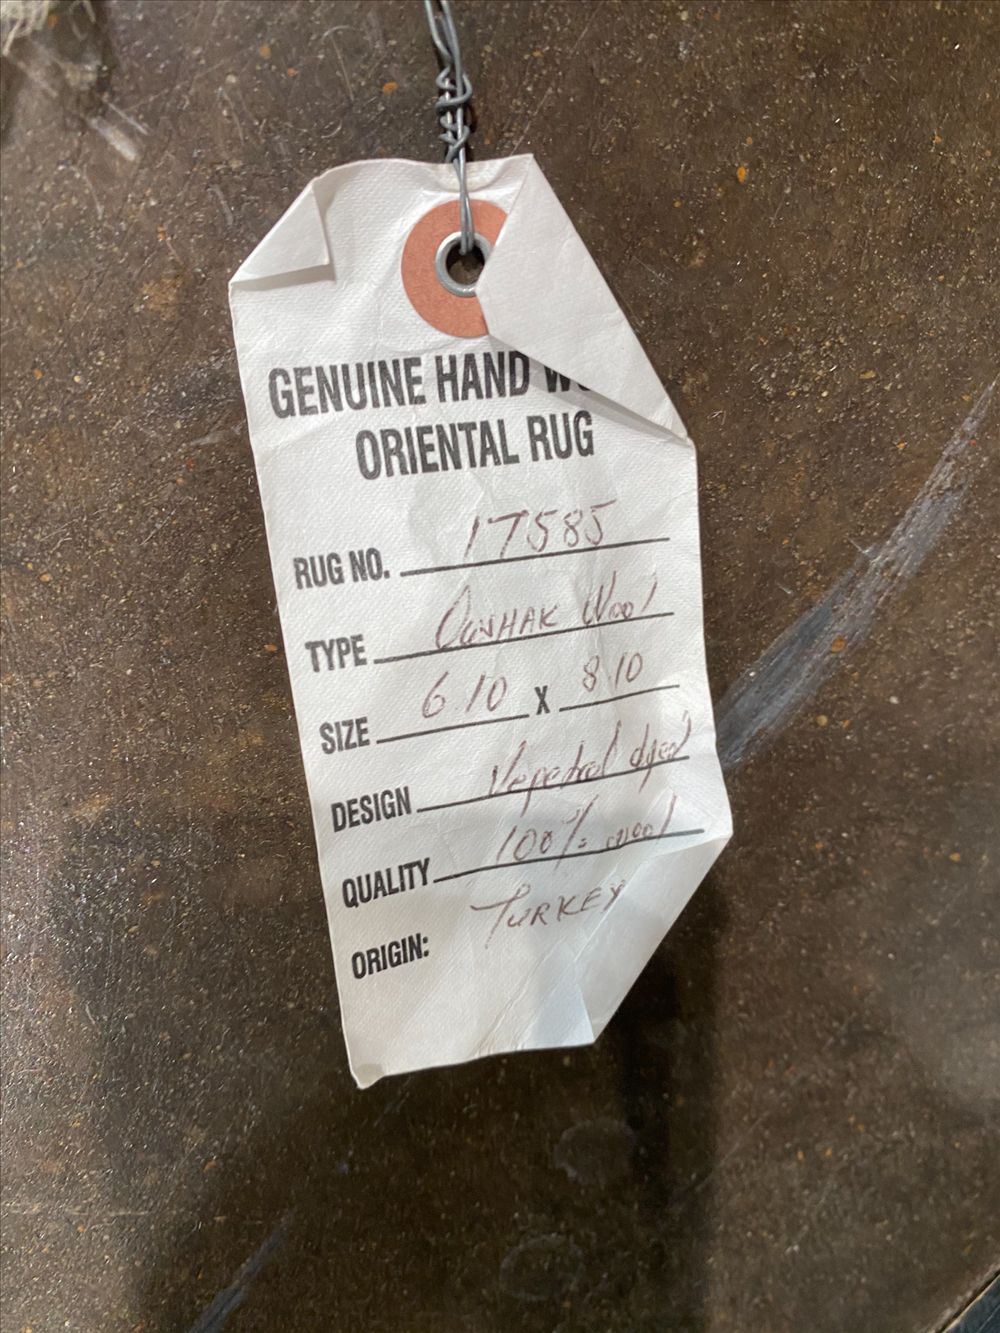 GENUINE HAND
ORIENTAL RUG
RUG NO. 17585
TYPE Oushak Wool
SIZE 6.10 X 8.10
DESIGN dyed
QUALITY 100% wool
ORIGIN: TURKEY